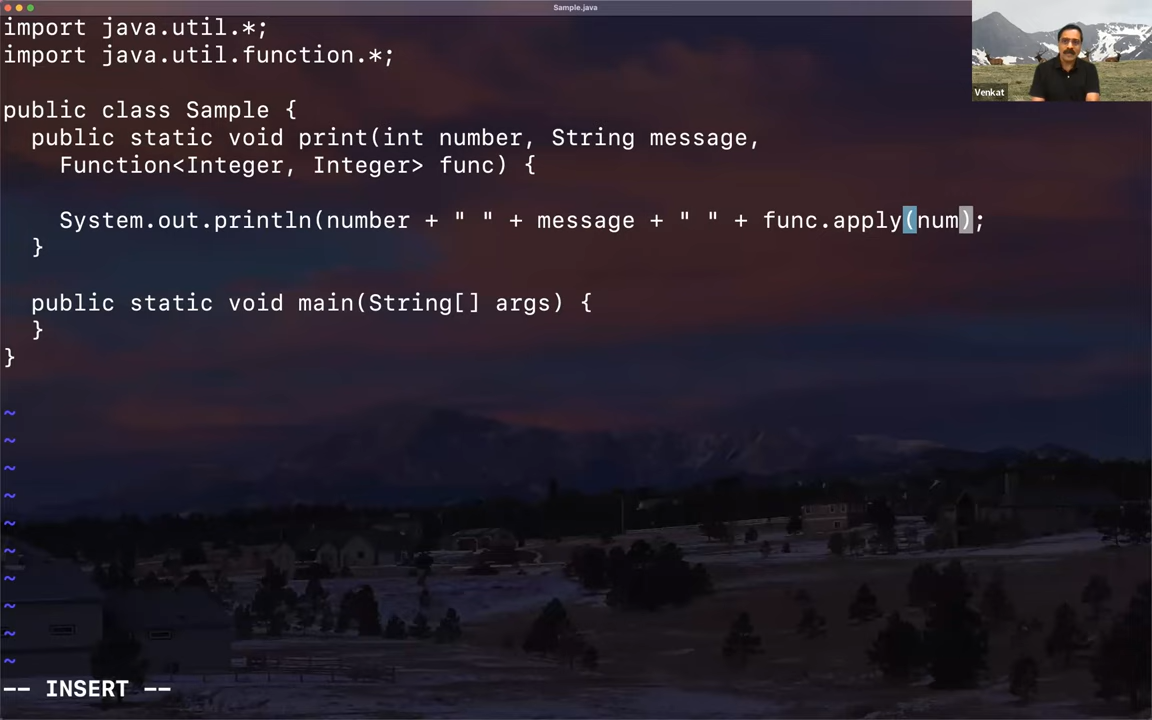 Sample.java
import java.util.*;
import java.util.function.*;
Venkat
public class Sample {
public static void print(int number, String message,
Function<Integer, Integer> func) {
System.out.println(number + " " + message + " " + func.apply(num);
}
public static void main(String[] args) {
}
}
~
~
~
~
~
~
~
~
~
~
-- INSERT --